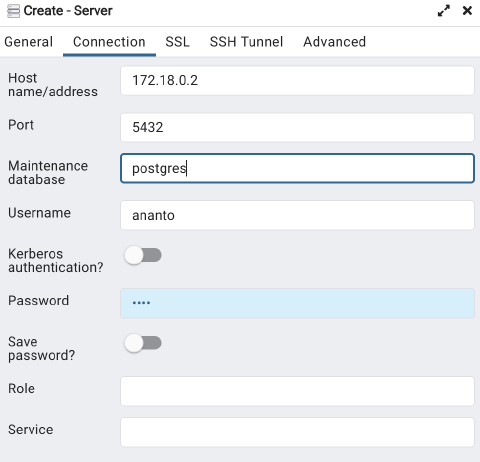 Create - Server
General Connection SSL SSH Tunnel Advanced
Host
name/address
172.18.0.2
Port
5432
Maintenance
database
postgres
Username
ananto
Kerberos
authentication?
Password
••••
Save
password?
Role
Service